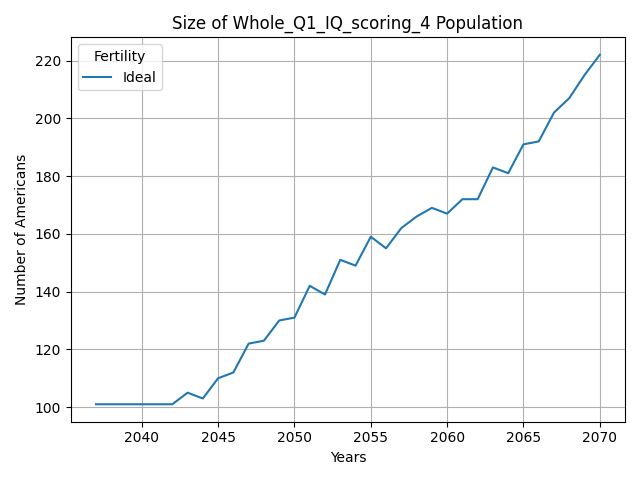 Size of Whole_Q1_IQ_scoring_4 Population
Fertility
Ideal
Number of Americans
220
200
180
160
140
120
100
2040 2045 2050 2055 2060 2065 2070
Years